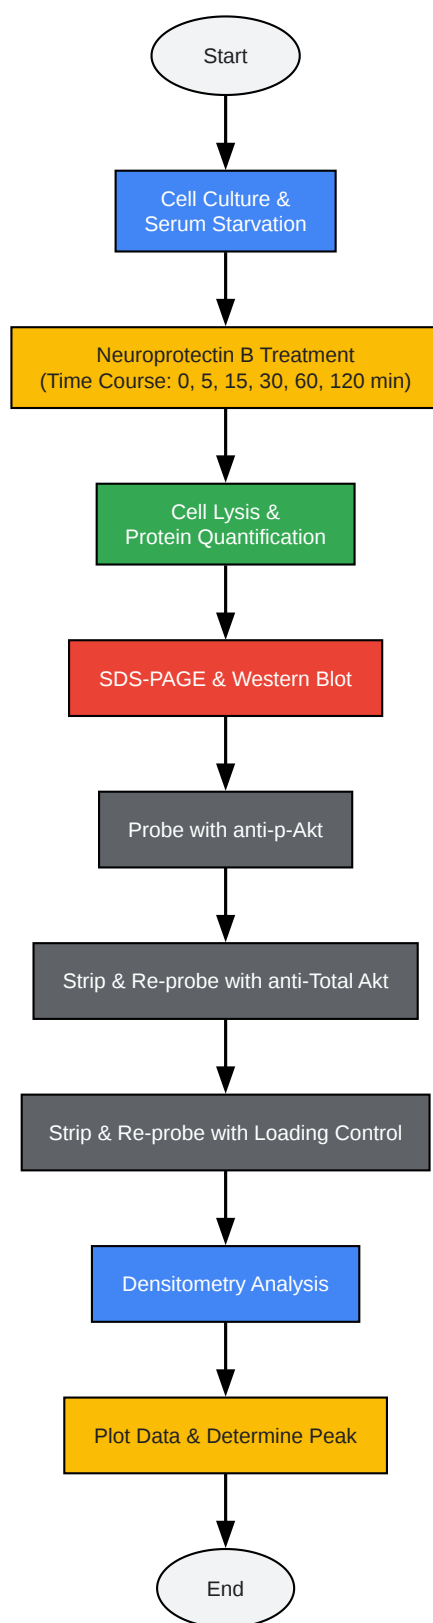 Start
Cell Culture &
Serum Starvation
Neuroprotectin B Treatment
(Time Course: 0, 5, 15, 30, 60, 120 min)
Cell Lysis &
Protein Quantification
SDS-PAGE & Western Blot
Probe with anti-p-Akt
Strip & Re-probe with anti-Total Akt
Strip & Re-probe with Loading Control
Densitometry Analysis
Plot Data & Determine Peak
End